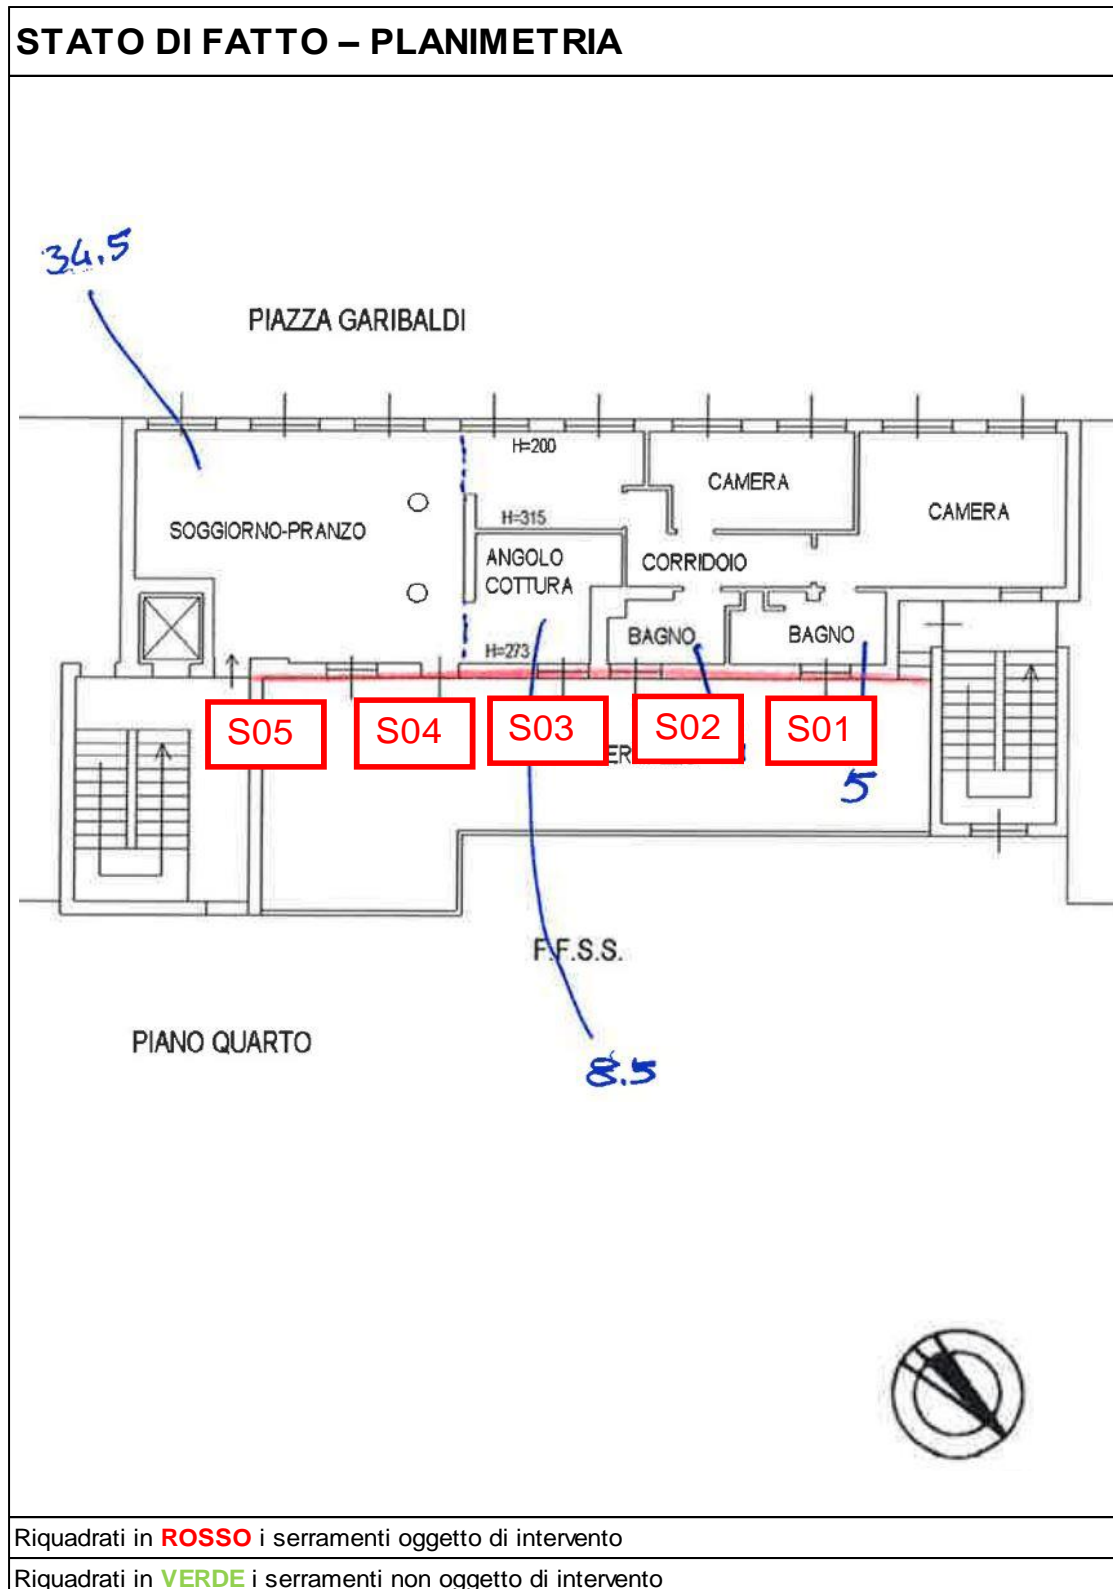 STATO DI FATTO – PLANIMETRIA
34.5
PIAZZA GARIBALDI
H=200
CAMERA
CAMERA
H=315
SOGGIORNO-PRANZO
ANGOLO
COTTURA
CORRIDOIO
BAGNO
BAGNO
H=273
S05
S04
S03
S02
S01
5
F.F.S.S.
PIANO QUARTO
8.5
Riquadrati in ROSSO i serramenti oggetto di intervento
Riquadrati in VERDE i serramenti non oggetto di intervento